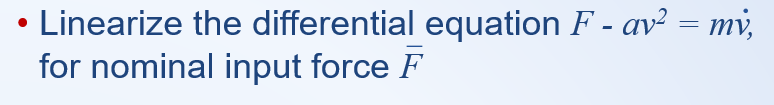 • Linearize the differential equation F - av² = mv̇,
for nominal input force F̅